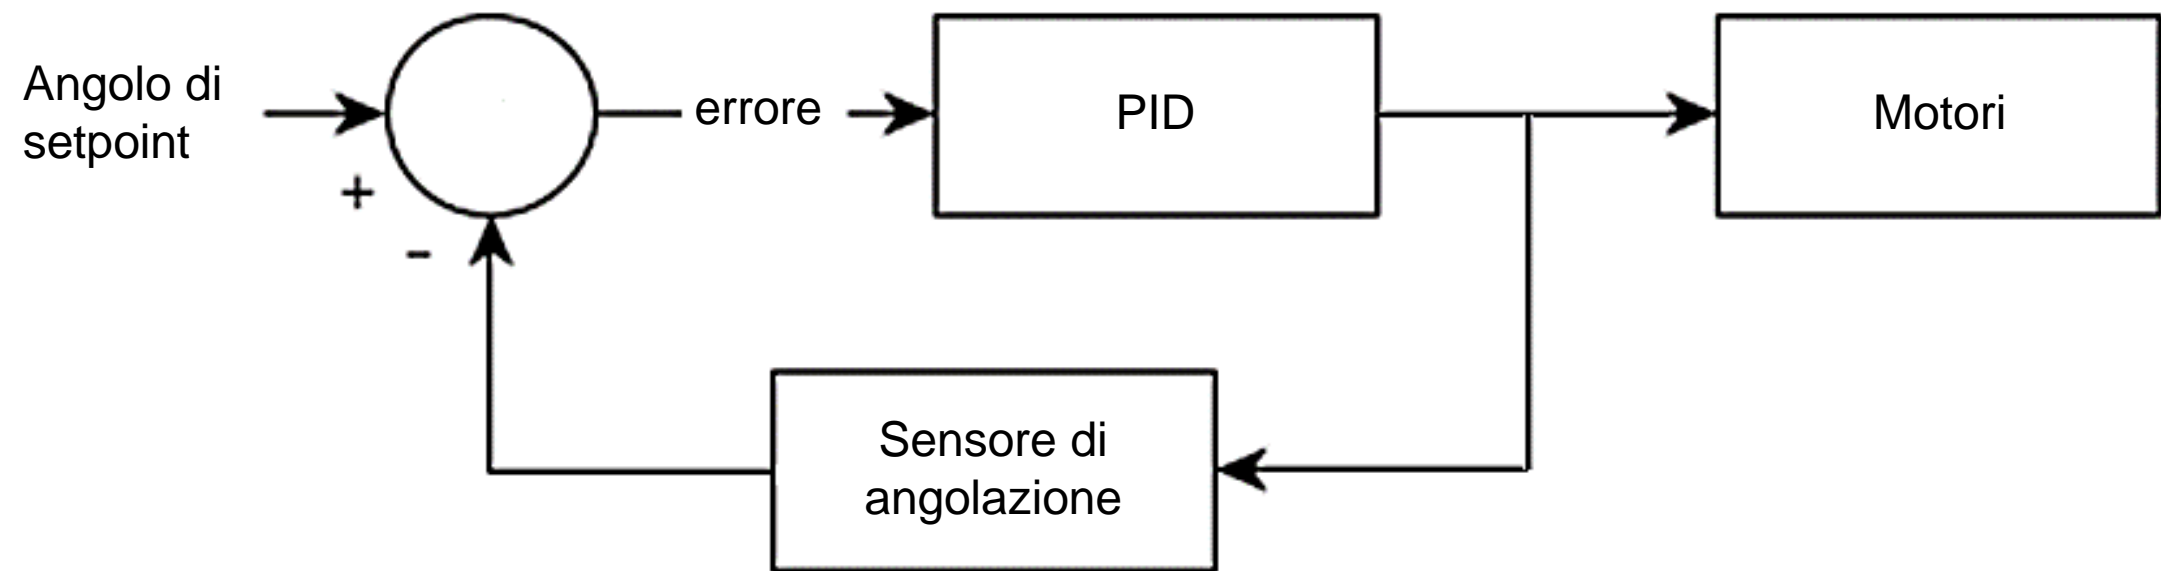 Angolo di
setpoint
+
-
errore
PID
Motori
Sensore di
angolazione